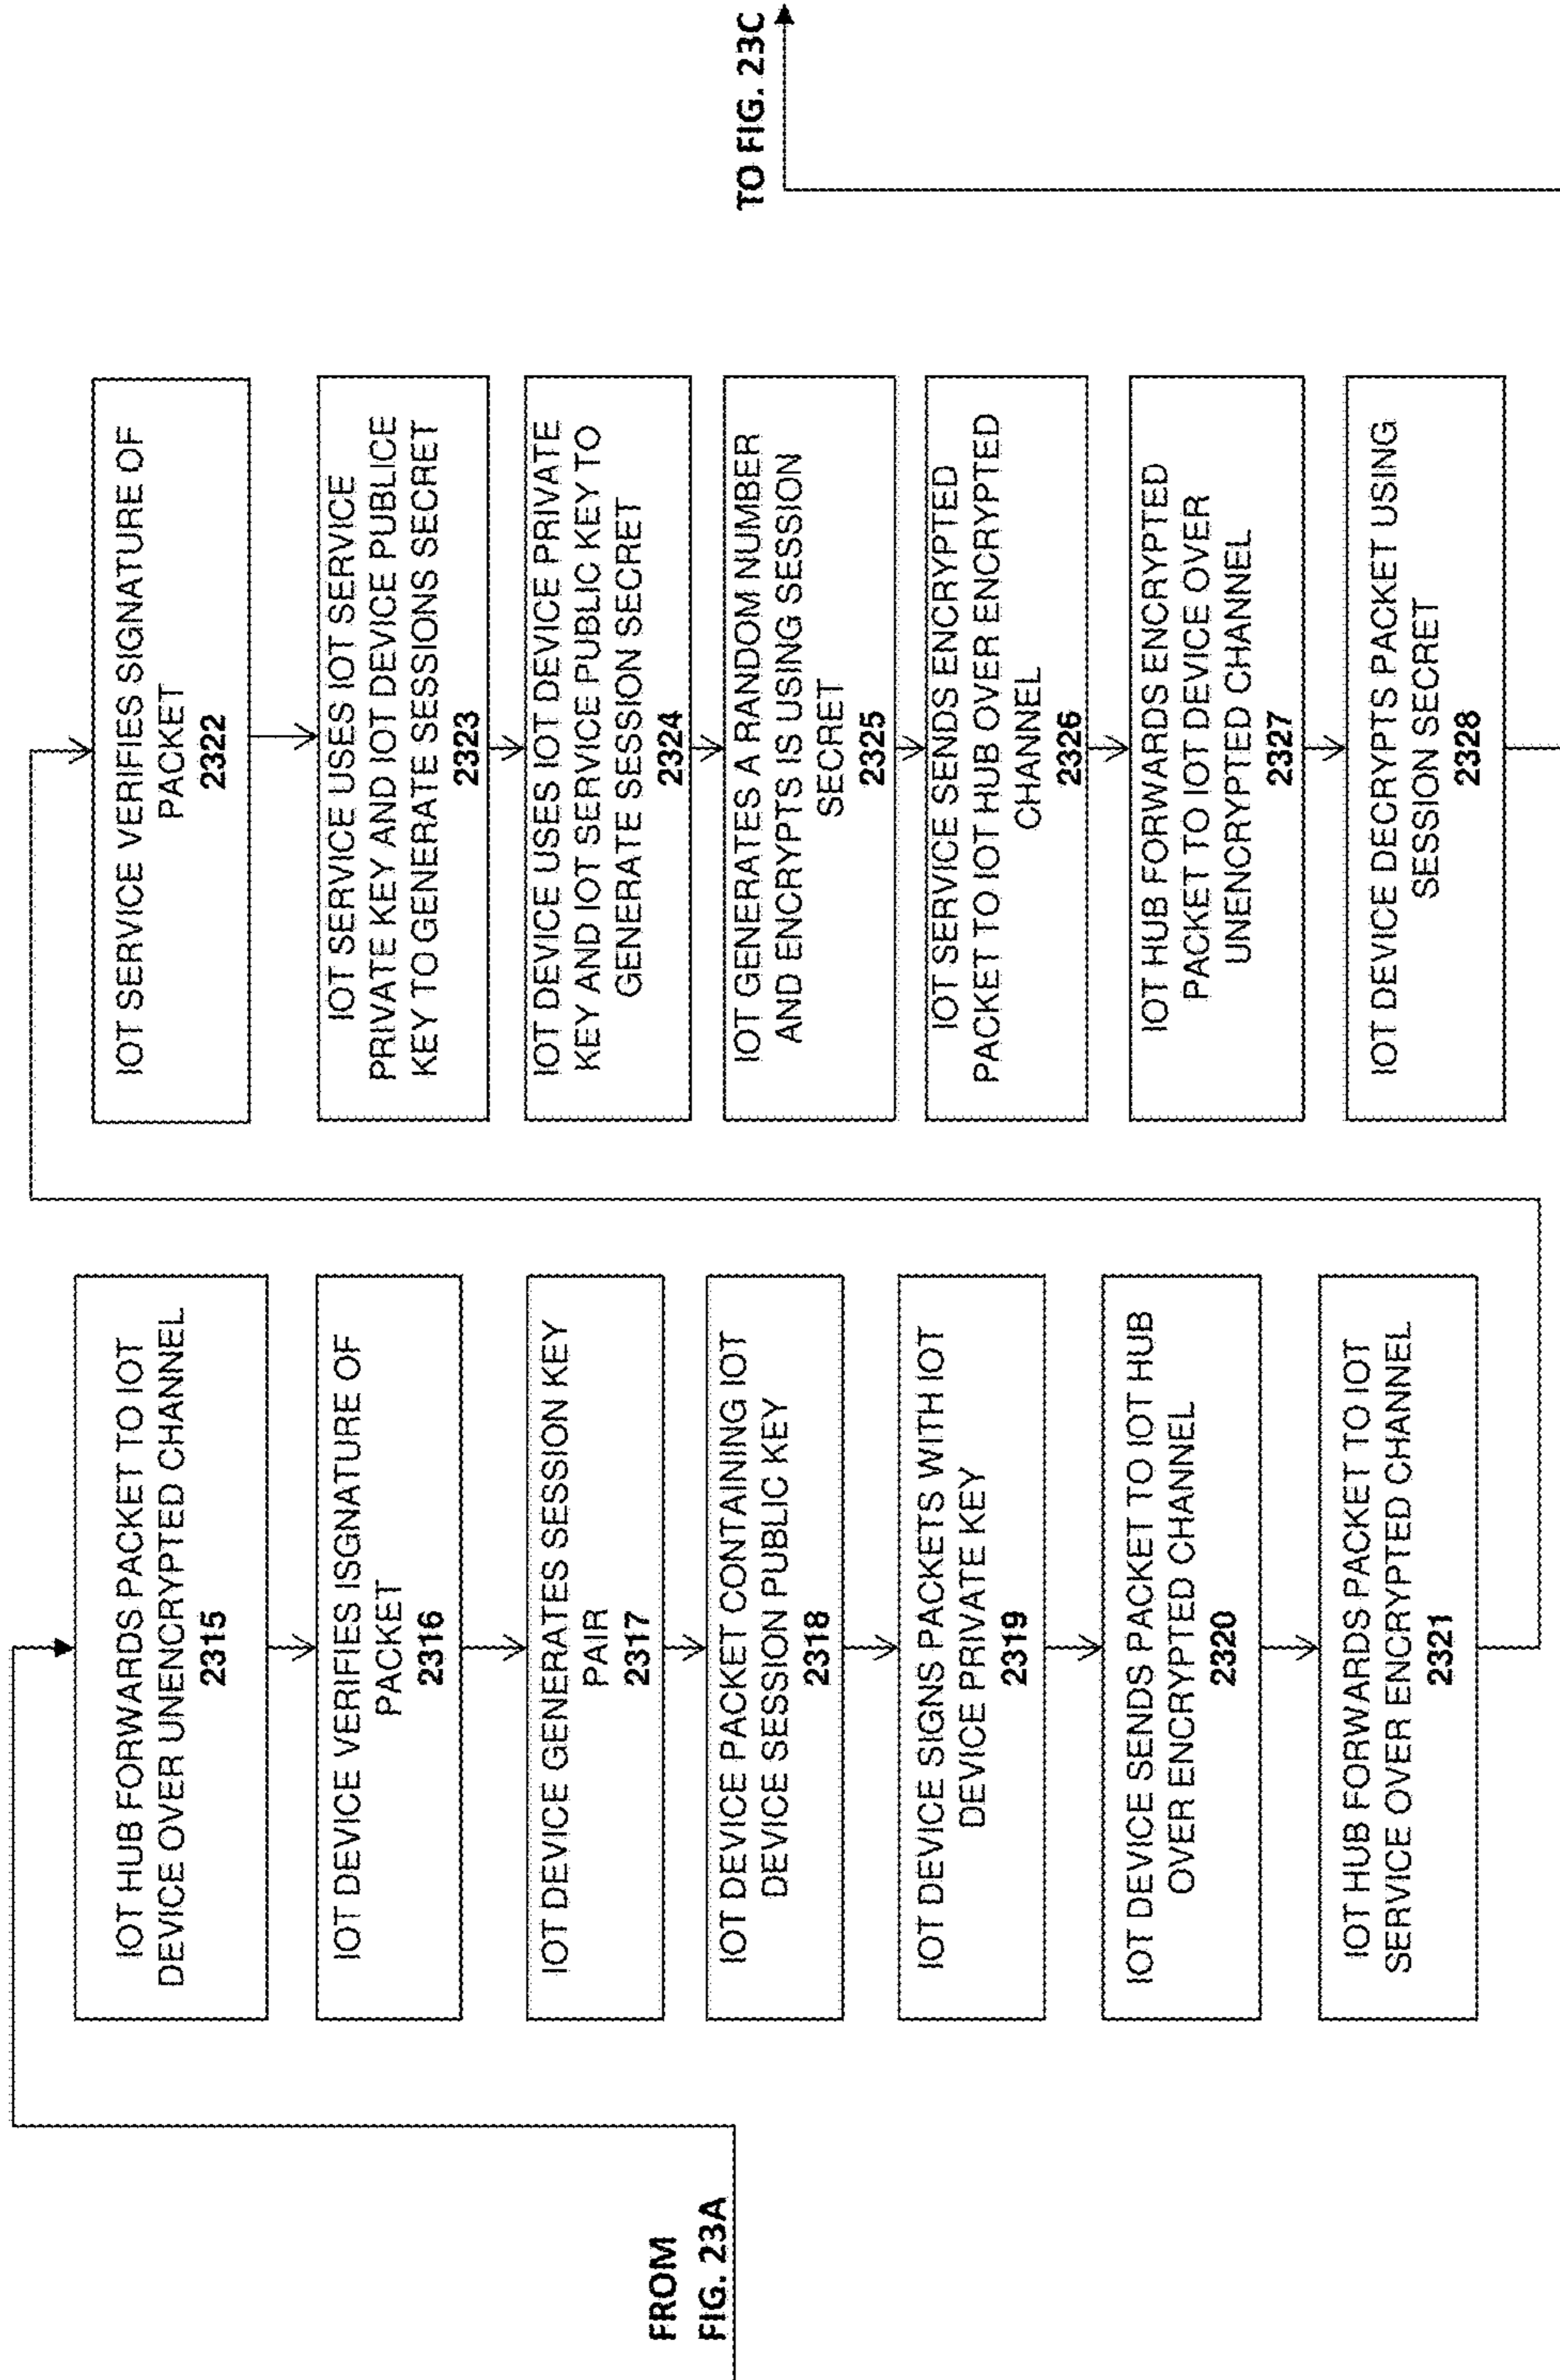 FROM
FIG. 23A
IOT HUB FORWARDS PACKET TO IOT
DEVICE OVER UNENCRYPTED CHANNEL
2315
IOT DEVICE VERIFIES ISGNATURE OF
PACKET
2316
IOT DEVICE GENERATES SESSION KEY
PAIR
2317
IOT DEVICE PACKET CONTAINING IOT
DEVICE SESSION PUBLIC KEY
2318
IOT DEVICE SIGNS PACKETS WITH IOT
DEVICE PRIVATE KEY
2319
IOT DEVICE SENDS PACKET TO IOT HUB
OVER ENCRYPTED CHANNEL
2320
IOT HUB FORWARDS PACKET TO IOT
SERVICE OVER ENCRYPTED CHANNEL
2321
IOT SERVICE VERIFIES SIGNATURE OF
PACKET
2322
IOT SERVICE USES IOT SERVICE
PRIVATE KEY AND IOT DEVICE PUBLICE
KEY TO GENERATE SESSIONS SECRET
2323
IOT DEVICE USES IOT DEVICE PRIVATE
KEY AND IOT SERVICE PUBLIC KEY TO
GENERATE SESSION SECRET
2324
IOT GENERATES A RANDOM NUMBER
AND ENCRYPTS IS USING SESSION
SECRET
2325
IOT SERVICE SENDS ENCRYPTED
PACKET TO IOT HUB OVER ENCRYPTED
CHANNEL
2326
IOT HUB FORWARDS ENCRYPTED
PACKET TO IOT DEVICE OVER
UNENCRYPTED CHANNEL
2327
IOT DEVICE DECRYPTS PACKET USING
SESSION SECRET
2328
TO FIG. 23C